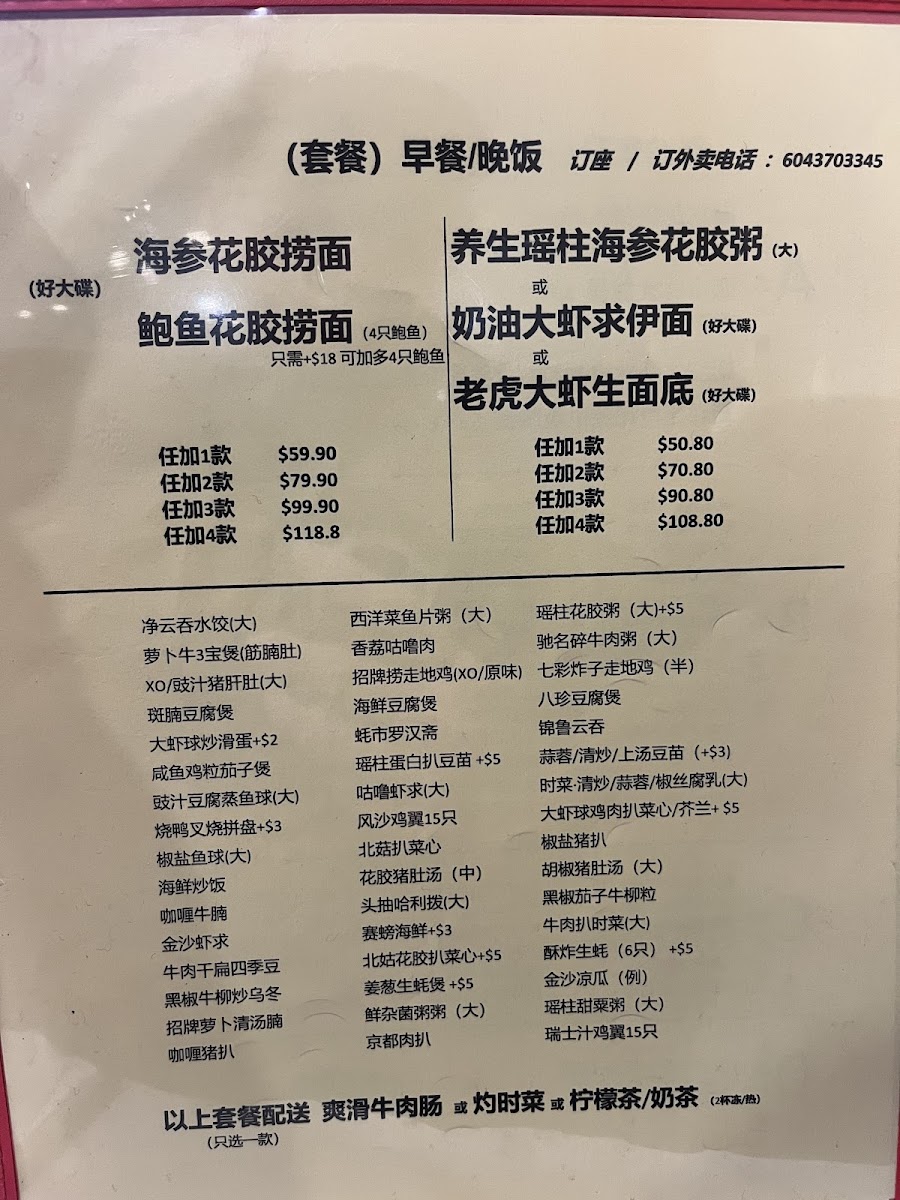 （套餐）早餐/晚饭 订座 / 订外卖电话：6043703345
（好大碟）
海参花胶捞面
鲍鱼花胶捞面（4只鲍鱼）
只需+$18 可加多4只鲍鱼
任加1款 $59.90
任加2款 $79.90
任加3款 $99.90
任加4款 $118.8
养生瑶柱海参花胶粥（大）
或
奶油大虾求伊面（好大碟）
或
老虎大虾生面底（好大碟）
任加1款 $50.80
任加2款 $70.80
任加3款 $90.80
任加4款 $108.80
净云吞水饺(大)
萝卜牛3宝煲(筋腩肚)
XO/豉汁猪肝肚(大)
斑腩豆腐煲
大虾球炒滑蛋+$2
咸鱼鸡粒茄子煲
豉汁豆腐蒸鱼球(大)
烧鸭叉烧拼盘+$3
椒盐鱼球(大)
海鲜炒饭
咖喱牛腩
金沙虾求
牛肉干扁四季豆
黑椒牛柳炒乌冬
招牌萝卜清汤腩
咖喱猪扒
西洋菜鱼片粥（大）
香荔咕噜肉
招牌捞走地鸡(XO/原味)
海鲜豆腐煲
蚝市罗汉斋
瑶柱蛋白扒豆苗 +$5
咕噜虾求(大)
风沙鸡翼15只
北菇扒菜心
花胶猪肚汤（中）
头抽哈利拨(大)
赛螃海鲜+$3
北姑花胶扒菜心+$5
姜葱生蚝煲 +$5
鲜杂菌粥粥（大）
京都肉扒
瑶柱花胶粥（大)+$5
驰名碎牛肉粥（大）
七彩炸子走地鸡（半）
八珍豆腐煲
锦鲁云吞
蒜蓉/清炒/上汤豆苗（+$3)
时菜·清炒/蒜蓉/椒丝腐乳(大)
大虾球鸡肉扒菜心/芥兰+ $5
椒盐猪扒
胡椒猪肚汤（大）
黑椒茄子牛柳粒
牛肉扒时菜(大)
酥炸生蚝（6只） +$5
金沙凉瓜（例）
瑶柱甜粟粥（大）
瑞士汁鸡翼15只
以上套餐配送 爽滑牛肉肠 或 灼时菜 或 柠檬茶/奶茶（2杯冻/热）
（只选一款）